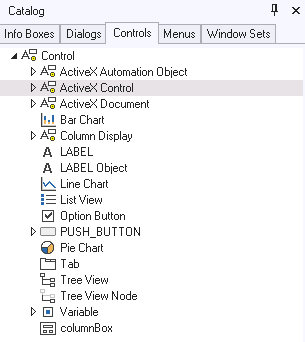 Catalog
Info Boxes Dialogs Controls Menus Window Sets
Control
ActiveX Automation Object
ActiveX Control
ActiveX Document
Bar Chart
Column Display
LABEL
LABEL Object
Line Chart
List View
Option Button
PUSH_BUTTON
Pie Chart
Tab
Tree View
Tree View Node
Variable
columnBox